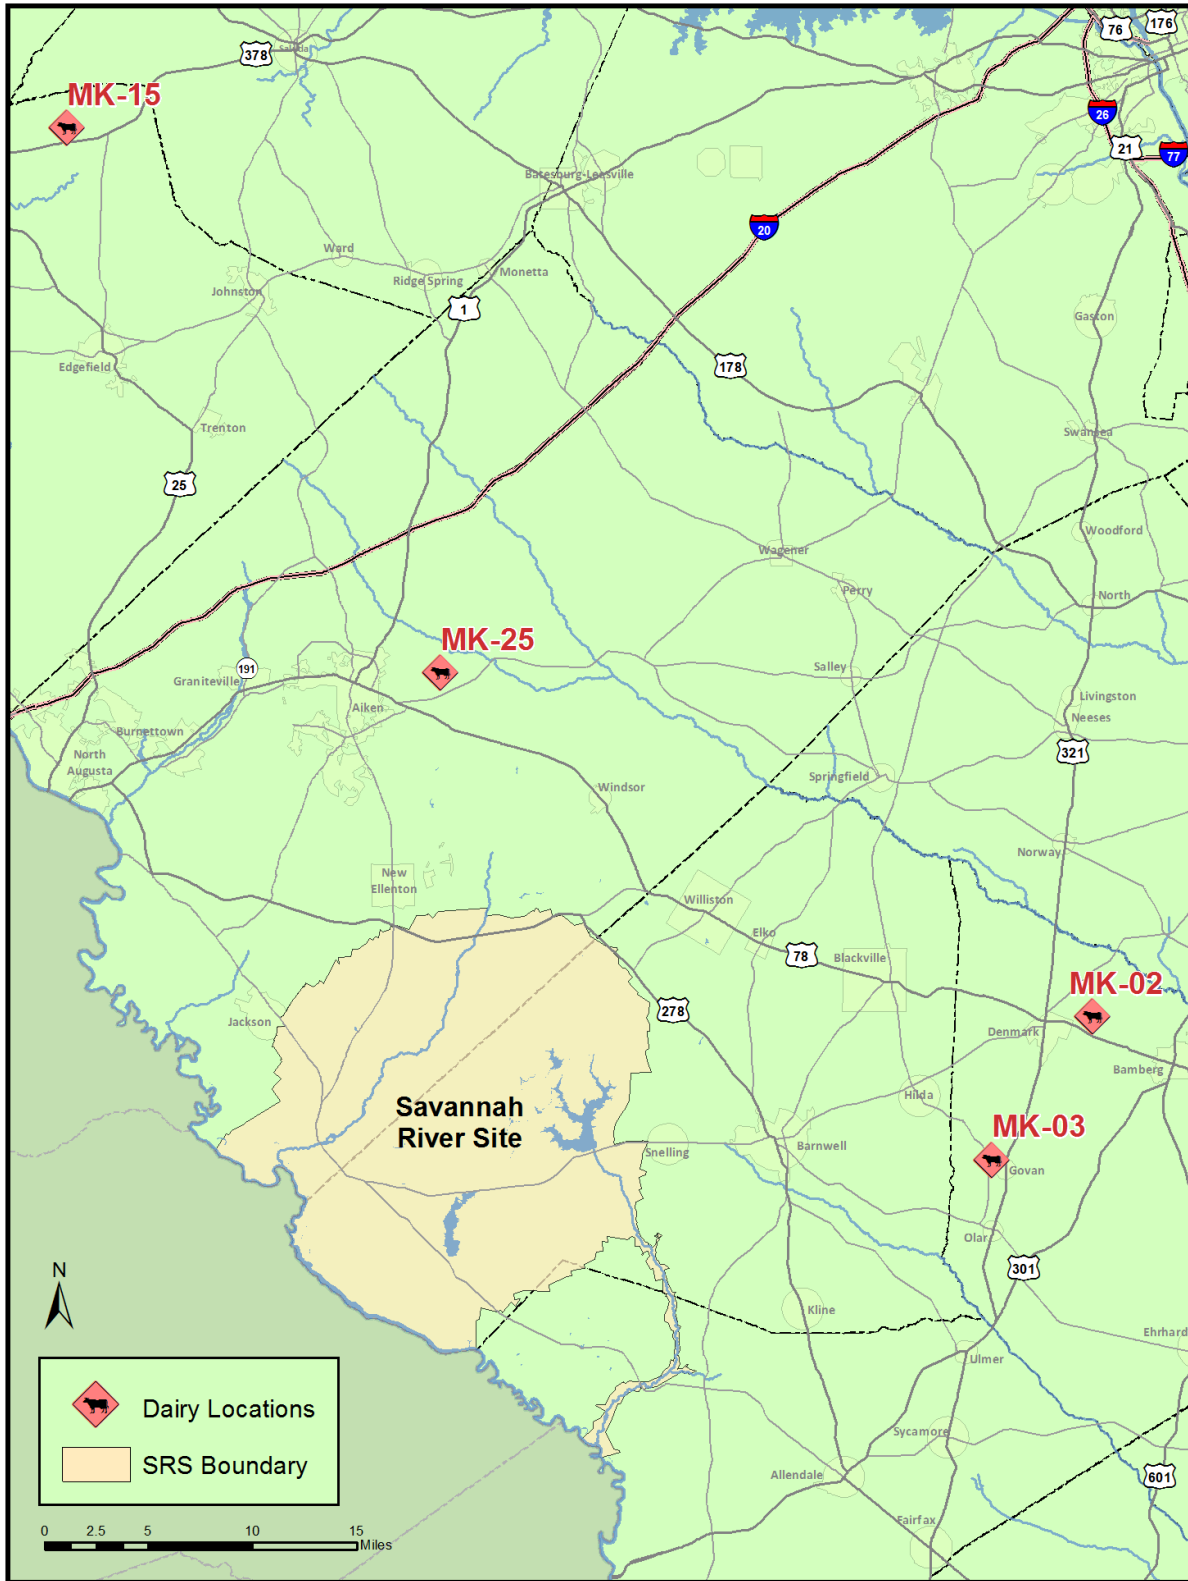 76
176
378
Saluda
MK-15
26
21
77
Batesburg-Leesville
20
Ward
Monetta
Ridge Spring
Johnston
1
Gaston
Edgefield
178
Trenton
Swansea
25
Woodford
Wagener
Perry
North
MK-25
191
Graniteville
Salley
Aiken
Livingston
Neeses
Burnettown
North
Augusta
321
Springfield
Windsor
Norway
New
Ellenton
Williston
Elko
78
Blackville
MK-02
278
Jackson
Denmark
Bamberg
Hilda
Savannah
River Site
MK-03
Barnwell
Snelling
Govan
Olar
301
N
Kline
Ehrhard
Ulmer
Dairy Locations
SRS Boundary
Sycamore
Allendale
601
Fairfax
0 2.5 5 10 15
Miles